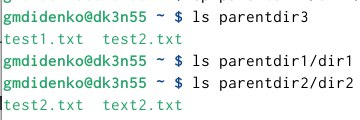 gmdidenko@dk3n55 ~ $ ls parentdir3
test1.txt  test2.txt
gmdidenko@dk3n55 ~ $ ls parentdir1/dir1
gmdidenko@dk3n55 ~ $ ls parentdir2/dir2
test2.txt  text2.txt